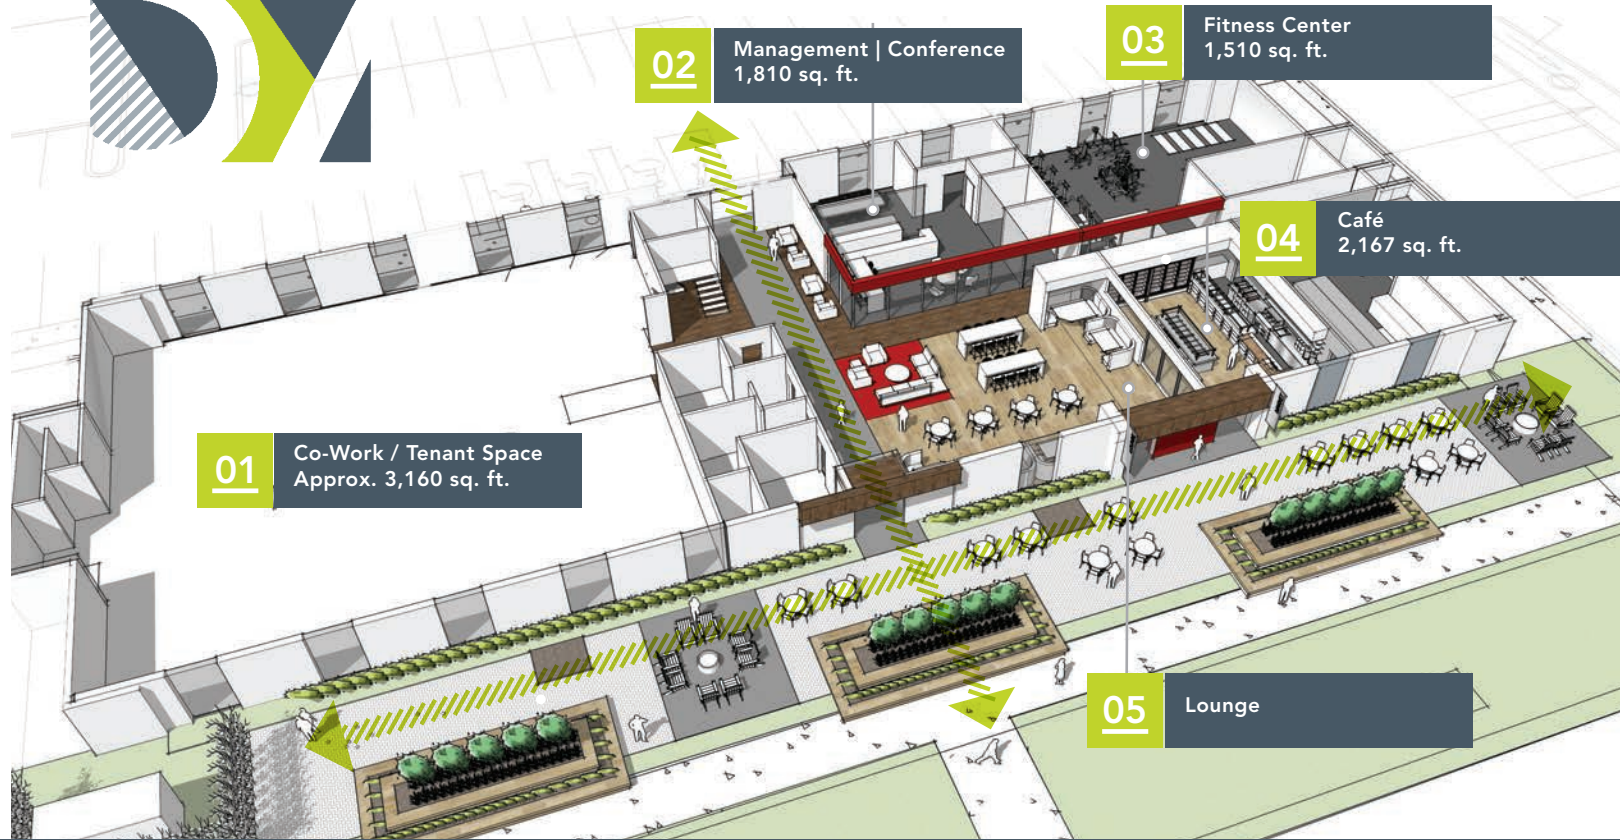 02
Management | Conference
1,810 sq. ft.
03
Fitness Center
1,510 sq. ft.
04
Café
2,167 sq. ft.
01
Co-Work / Tenant Space
Approx. 3,160 sq. ft.
05
Lounge